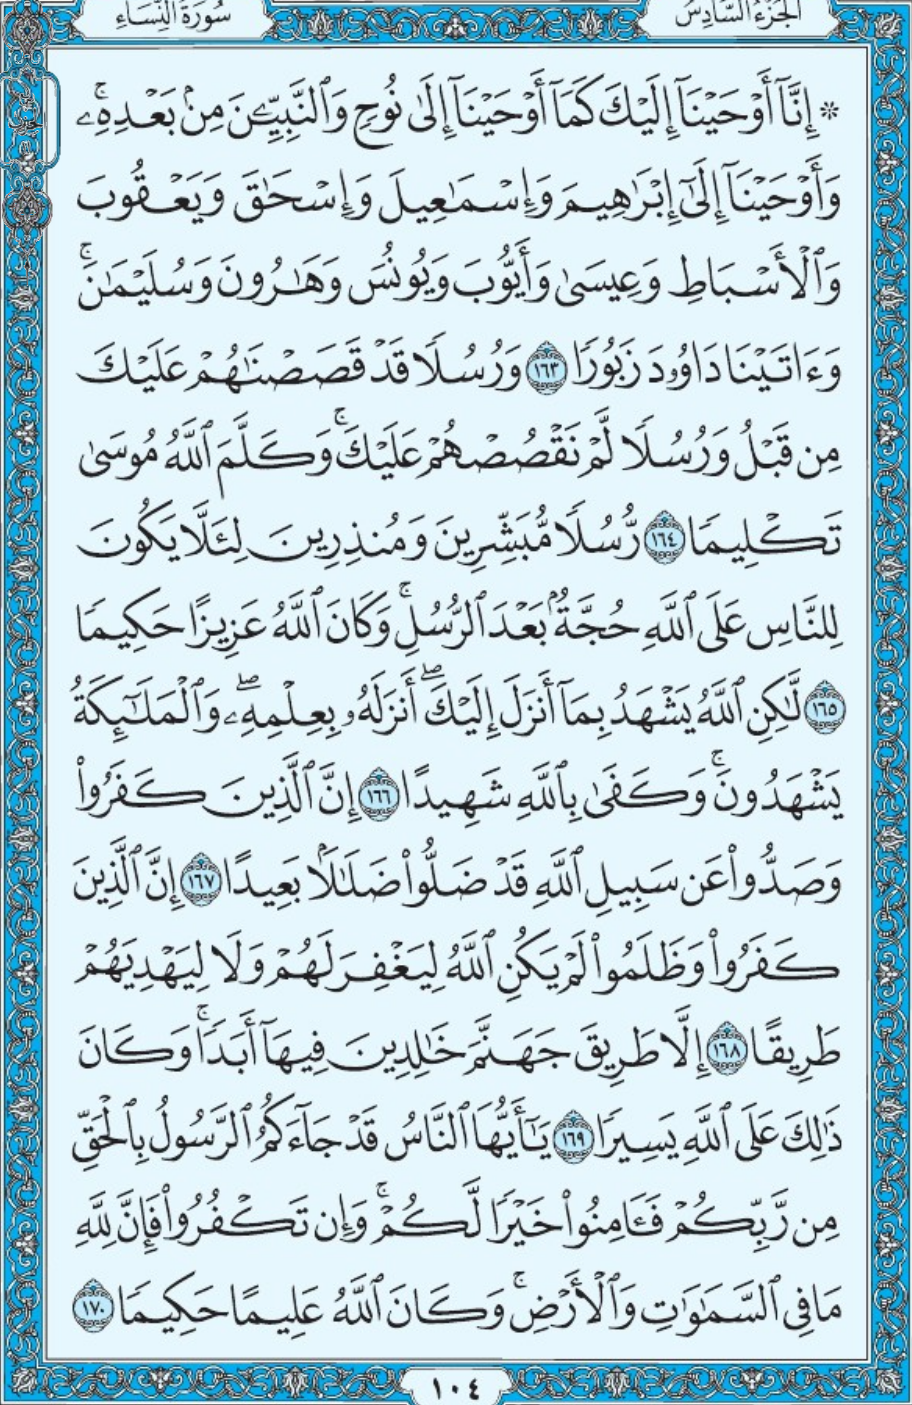 الجُزْءُ السَّادِسُ
سُورَةُ النِّسَاءِ
* إِنَّآ أَوْحَيْنَآ إِلَيْكَ كَمَآ أَوْحَيْنَآ إِلَىٰ نُوحٍ وَٱلنَّبِيِّـۧنَ مِنۢ بَعْدِهِۦۚ
وَأَوْحَيْنَآ إِلَىٰٓ إِبْرَٰهِيمَ وَإِسْمَٰعِيلَ وَإِسْحَٰقَ وَيَعْقُوبَ
وَٱلْأَسْبَاطِ وَعِيسَىٰ وَأَيُّوبَ وَيُونُسَ وَهَٰرُونَ وَسُلَيْمَٰنَۚ
وَءَاتَيْنَا دَاوُۥدَ زَبُورًا ١٦٣ وَرُسُلًا قَدْ قَصَصْنَٰهُمْ عَلَيْكَ
مِن قَبْلُ وَرُسُلًا لَّمْ نَقْصُصْهُمْ عَلَيْكَۚ وَكَلَّمَ ٱللَّهُ مُوسَىٰ
تَكْلِيمًا ١٦٤ رُّسُلًا مُّبَشِّرِينَ وَمُنذِرِينَ لِئَلَّا يَكُونَ
لِلنَّاسِ عَلَى ٱللَّهِ حُجَّةٌۢ بَعْدَ ٱلرُّسُلِۚ وَكَانَ ٱللَّهُ عَزِيزًا حَكِيمًا
١٦٥ لَّٰكِنِ ٱللَّهُ يَشْهَدُ بِمَآ أَنزَلَ إِلَيْكَۖ أَنزَلَهُۥ بِعِلْمِهِۦۖ وَٱلْمَلَٰٓئِكَةُ
يَشْهَدُونَۚ وَكَفَىٰ بِٱللَّهِ شَهِيدًا ١٦٦ إِنَّ ٱلَّذِينَ كَفَرُوا۟
وَصَدُّوا۟ عَن سَبِيلِ ٱللَّهِ قَدْ ضَلُّوا۟ ضَلَٰلًۢا بَعِيدًا ١٦٧ إِنَّ ٱلَّذِينَ
كَفَرُوا۟ وَظَلَمُوا۟ لَمْ يَكُنِ ٱللَّهُ لِيَغْفِرَ لَهُمْ وَلَا لِيَهْدِيَهُمْ
طَرِيقًا ١٦٨ إِلَّا طَرِيقَ جَهَنَّمَ خَٰلِدِينَ فِيهَآ أَبَدًاۚ وَكَانَ
ذَٰلِكَ عَلَى ٱللَّهِ يَسِيرًا ١٦٩ يَٰٓأَيُّهَا ٱلنَّاسُ قَدْ جَآءَكُمُ ٱلرَّسُولُ بِٱلْحَقِّ
مِن رَّبِّكُمْ فَـَٔامِنُوا۟ خَيْرًا لَّكُمْۚ وَإِن تَكْفُرُوا۟ فَإِنَّ لِلَّهِ
مَا فِى ٱلسَّمَٰوَٰتِ وَٱلْأَرْضِۚ وَكَانَ ٱللَّهُ عَلِيمًا حَكِيمًا ١٧٠
١٠٤